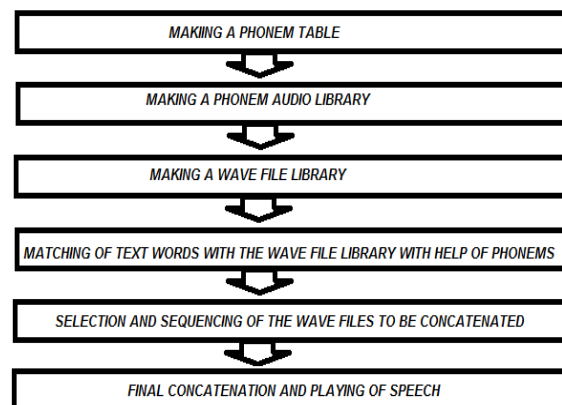 MAKIING A PHONEM TABLE
MAKING A PHONEM AUDIO LIBRARY
MAKING A WAVE FILE LIBRARY
MATCHING OF TEXT WORDS WITH THE WAVE FILE LIBRARY WITH HELP OF PHONEMS
SELECTION AND SEQUENCING OF THE WAVE FILES TO BE CONCATENATED
FINAL CONCATENATION AND PLAYING OF SPEECH